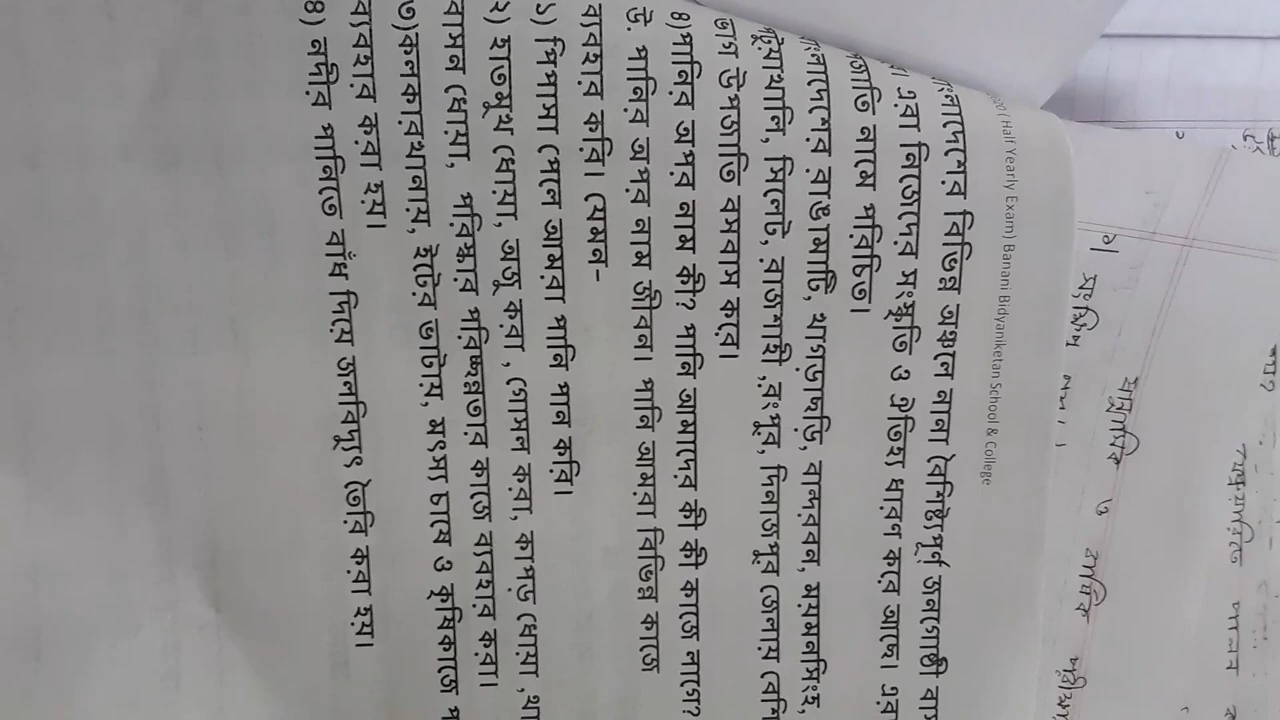 (Half Yearly Exam) Banani Bidyaniketan School & College
বাংলাদেশের বিভিন্ন অঞ্চলে নানা বৈশিষ্ট্যপূর্ণ জনগোষ্ঠী
এরা নিজেদের সংস্কৃতি ও ঐতিহ্য ধারণ করে আছে।
নামে পরিচিত।
রাঙামাটি, খাগড়াছড়ি, বান্দরবন, ময়মনসিংহ,
সিলেট, রাজশাহী ,রংপুর, দিনাজপুর জেলায় বেশি
ভাগ উপজাতি বসবাস করে।
৪)পানির অপর নাম কী? পানি আমাদের কী কী কাজে লাগে?
উ. পানির অপর নাম জীবন। পানি আমরা বিভিন্ন কাজে
ব্যবহার করি। যেমন-
১) পিপাসা পেলে আমরা পানি পান করি।
২) হাতমুখ ধোয়া, অজু করা , গোসল করা, কাপড় ধোয়া ,থা
বাসন ধোয়া, পরিস্কার পরিচ্ছন্নতার কাজে ব্যবহার করা।
৩)কলকারখানায়, ইটের ভাটায়, মৎস্য চাষে ও কৃষিকাজে
ব্যবহার করা হয়।
৪) নদীর পানিতে বাঁধ দিয়ে জলবিদ্যুৎ তৈরি করা হয়।